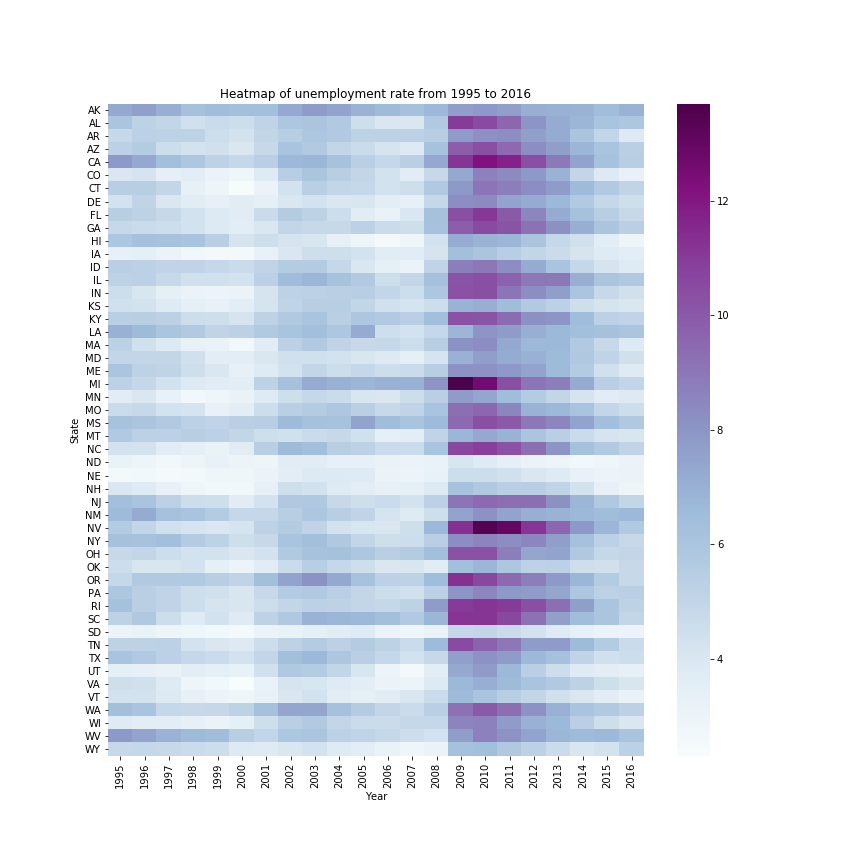 Heatmap of unemployment rate from 1995 to 2016
State
AK
AL
AR
AZ
CA
CO
CT
DE
FL
GA
HI
IA
ID
IL
IN
KS
KY
LA
MA
MD
ME
MI
MN
MO
MS
MT
NC
ND
NE
NH
NJ
NM
NV
NY
OH
OK
OR
PA
RI
SC
SD
TN
TX
UT
VA
VT
WA
WI
WV
WY
1995 1996 1997 1998 1999 2000 2001 2002 2003 2004 2005 2006 2007 2008 2009 2010 2011 2012 2013 2014 2015 2016
Year
12
10
8
6
4